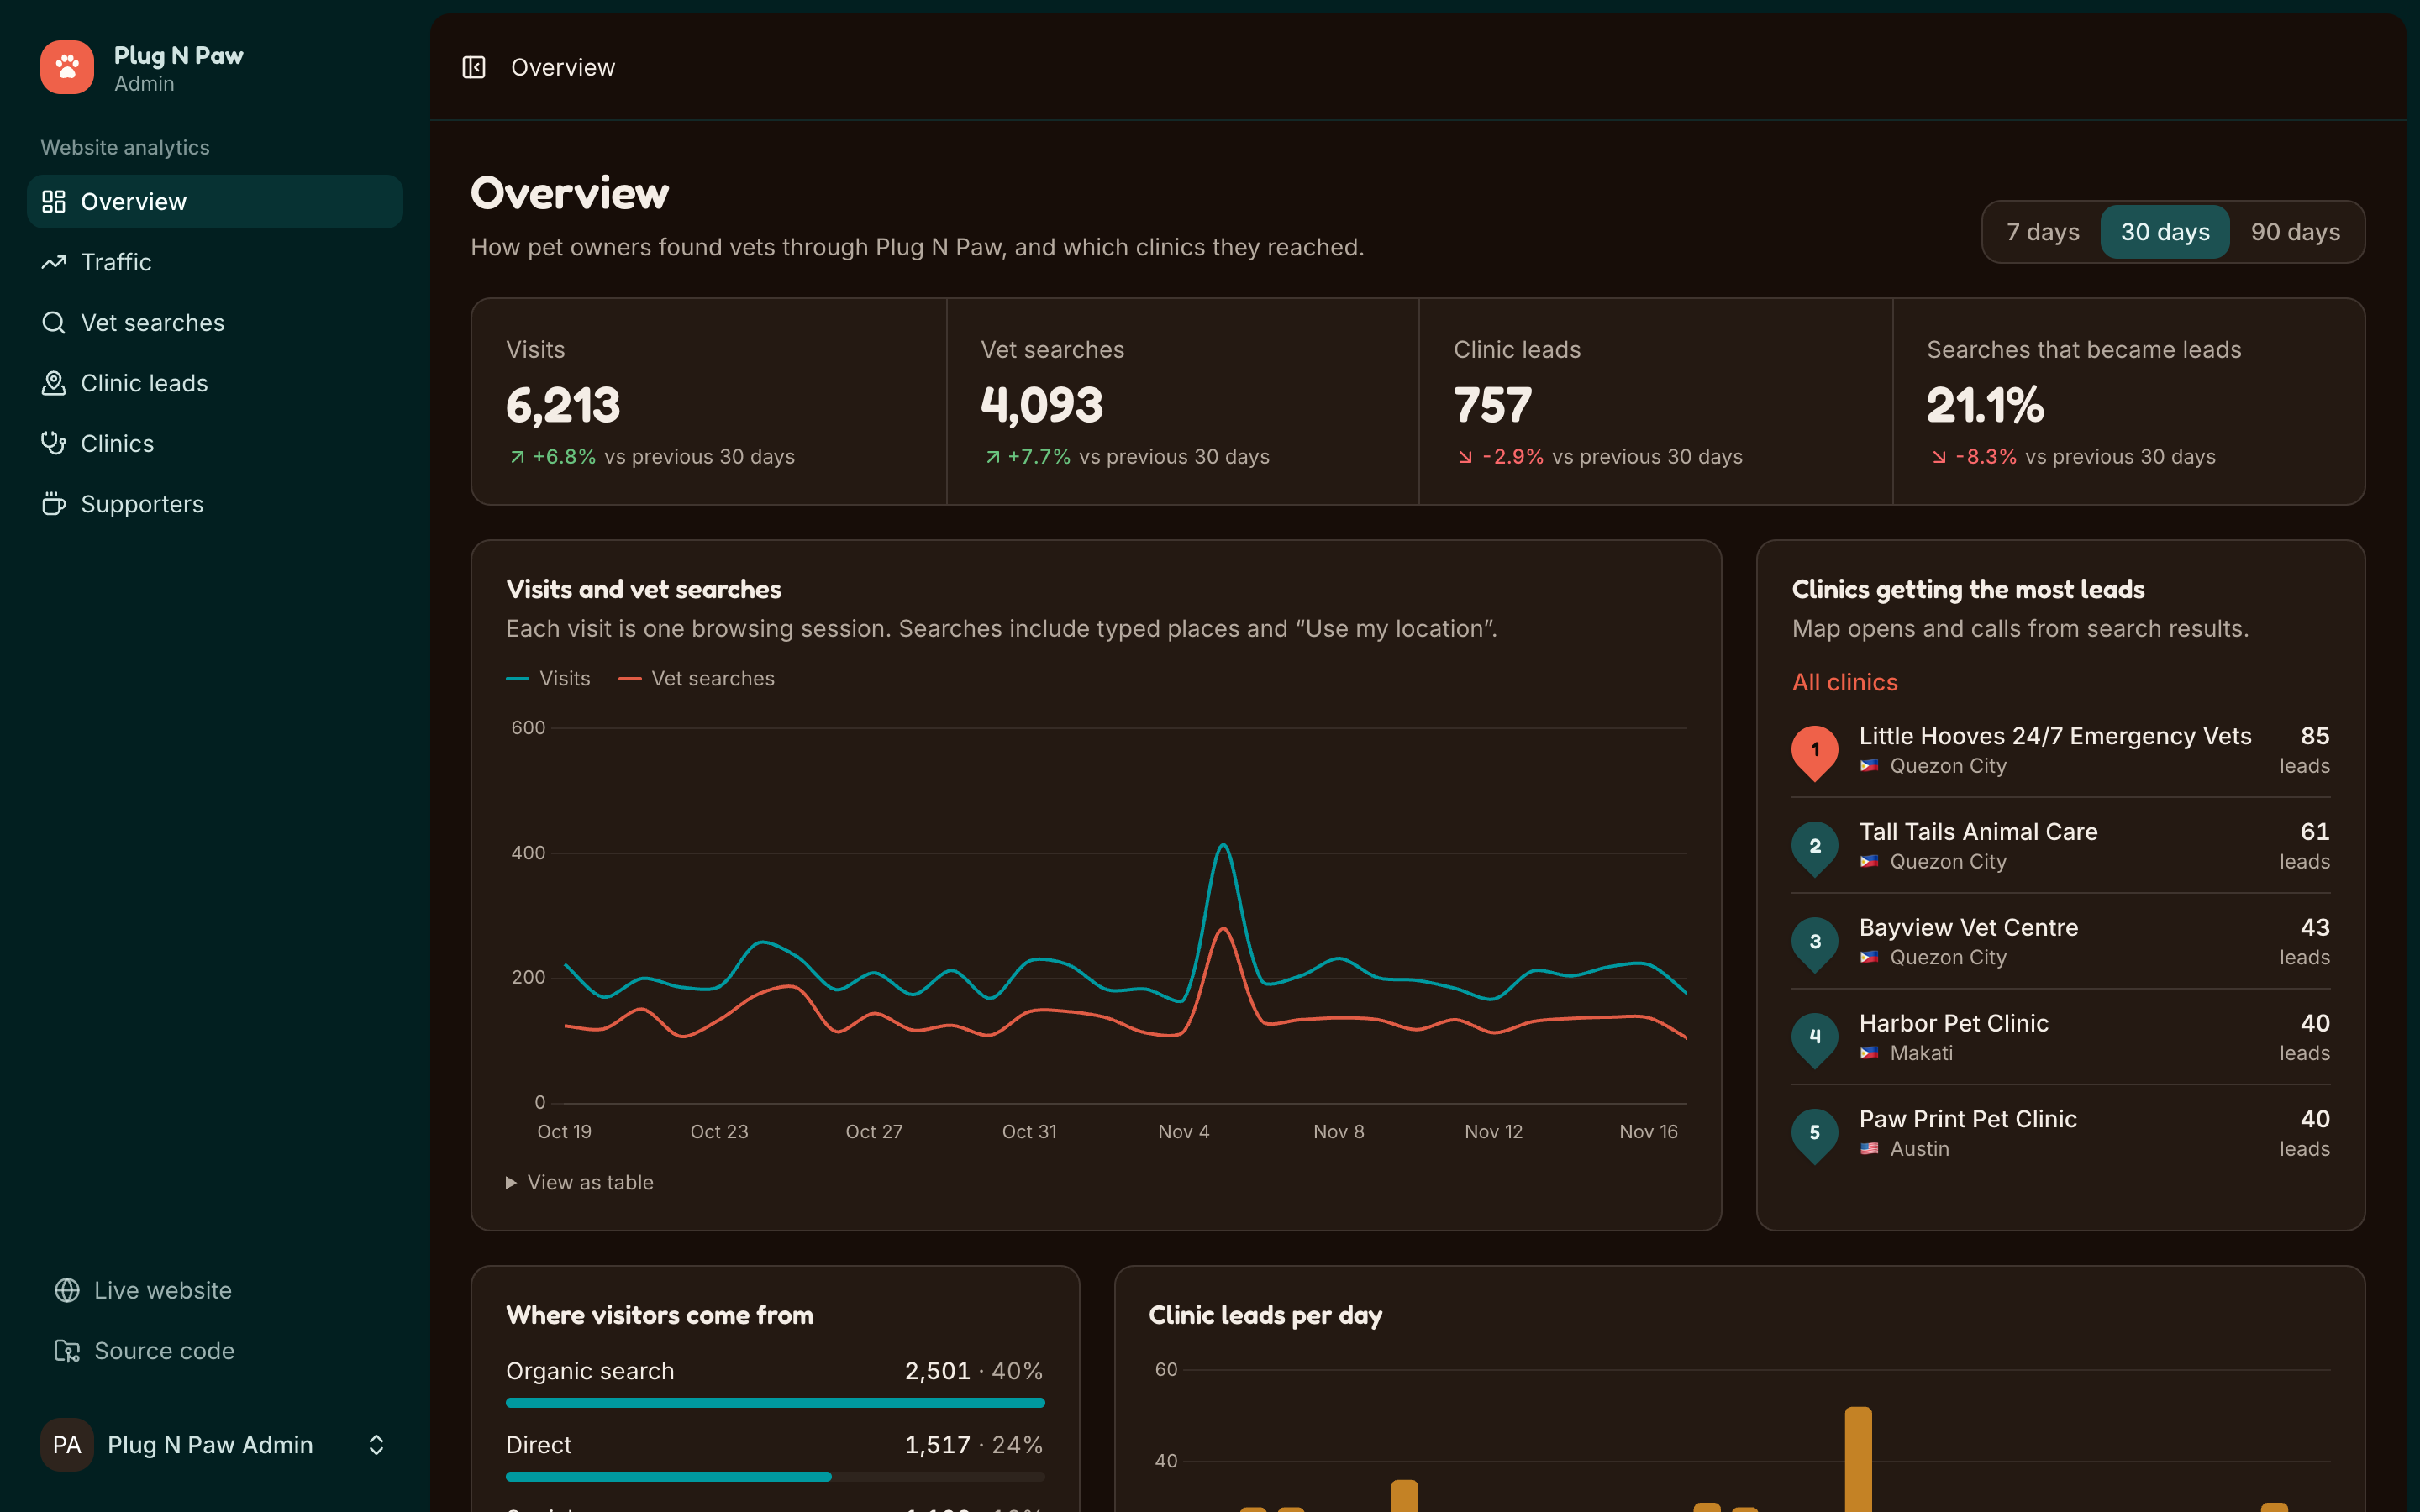 Plug N Paw
Admin
Website analytics
Overview
Traffic
Vet searches
Clinic leads
Clinics
Supporters
Live website
Source code
PA Plug N Paw Admin
Overview
Overview
How pet owners found vets through Plug N Paw, and which clinics they reached.
7 days 30 days 90 days
Visits
6,213
+6.8% vs previous 30 days
Vet searches
4,093
+7.7% vs previous 30 days
Clinic leads
757
-2.9% vs previous 30 days
Searches that became leads
21.1%
-8.3% vs previous 30 days
Visits and vet searches
Each visit is one browsing session. Searches include typed places and “Use my location”.
Visits Vet searches
600
400
200
0
Oct 19 Oct 23 Oct 27 Oct 31 Nov 4 Nov 8 Nov 12 Nov 16
View as table
Clinics getting the most leads
Map opens and calls from search results.
All clinics
1 Little Hooves 24/7 Emergency Vets 85
Quezon City leads
2 Tall Tails Animal Care 61
Quezon City leads
3 Bayview Vet Centre 43
Quezon City leads
4 Harbor Pet Clinic 40
Makati leads
5 Paw Print Pet Clinic 40
Austin leads
Where visitors come from
Organic search 2,501 · 40%
Direct 1,517 · 24%
Clinic leads per day
60
40